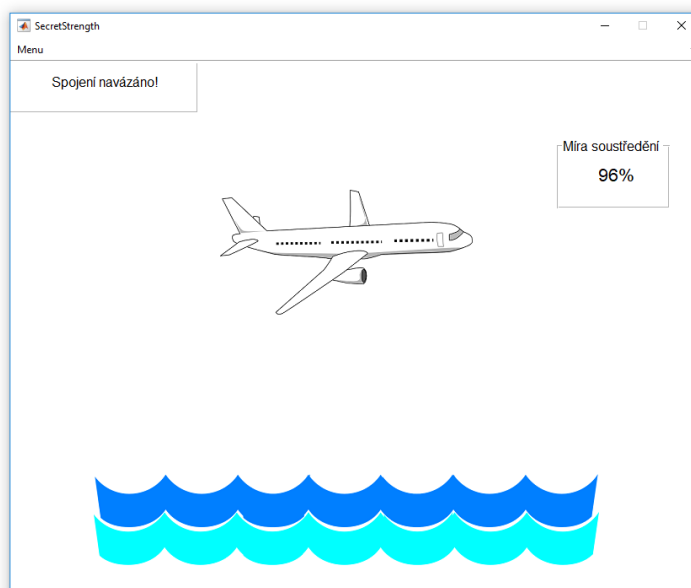 SecretStrength
Menu
Spojení navázáno!
Míra soustředění
96%